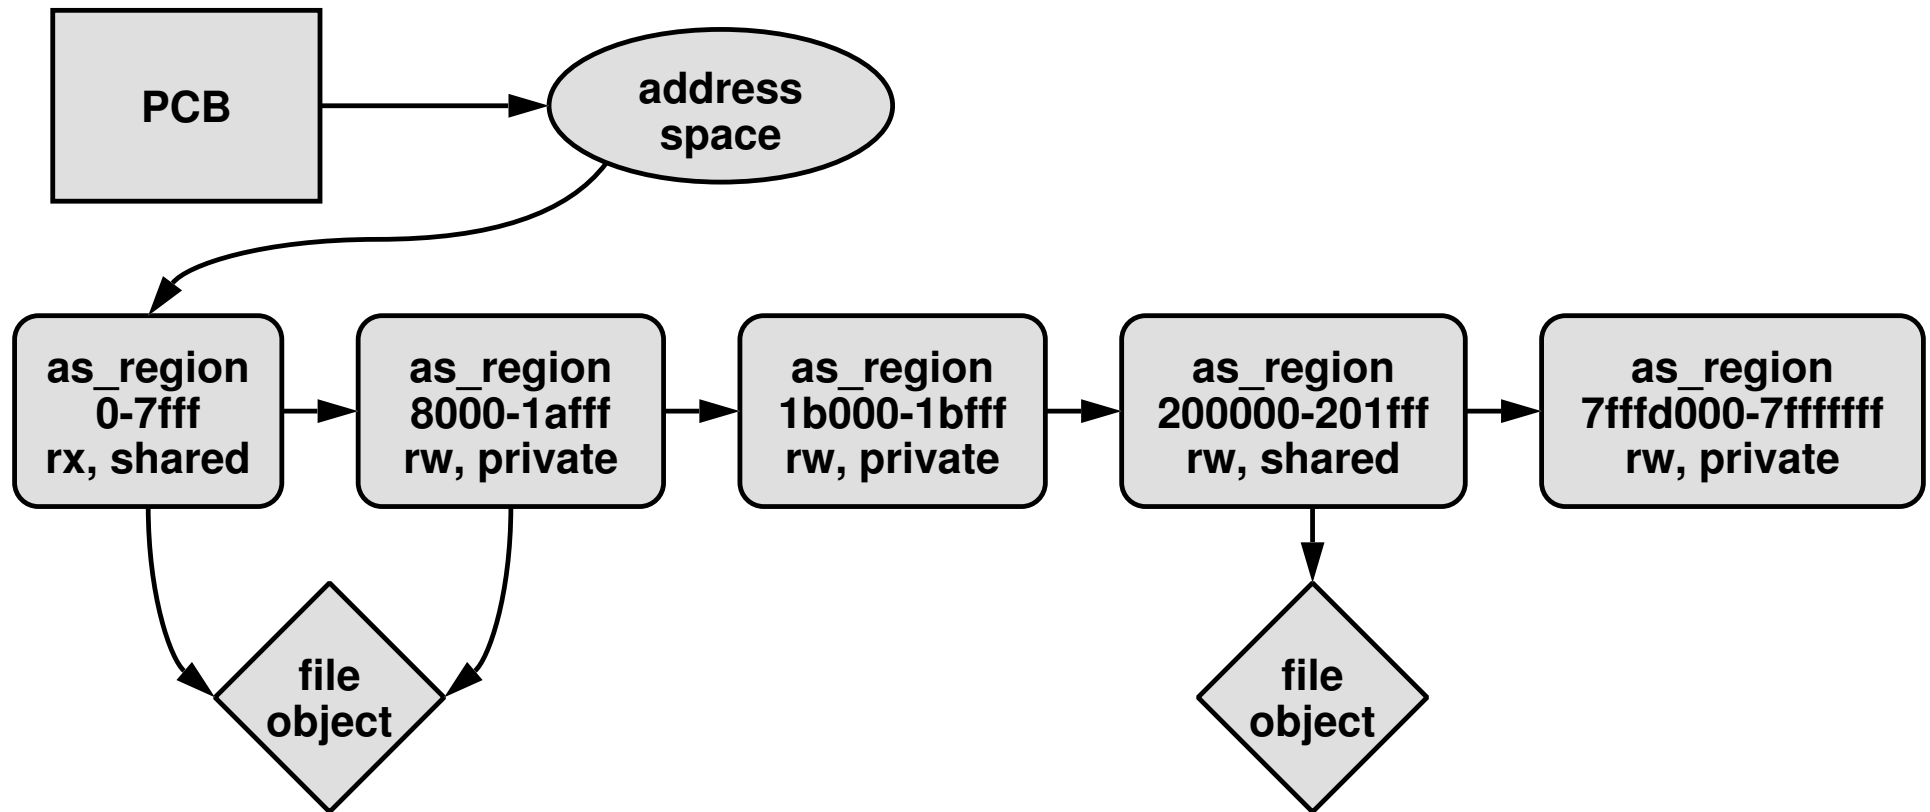 PCB
address
space
as_region
0-7fff
rx, shared
as_region
8000-1afff
rw, private
as_region
1b000-1bfff
rw, private
as_region
200000-201fff
rw, shared
as_region
7fffd000-7fffffff
rw, private
file
object
file
object